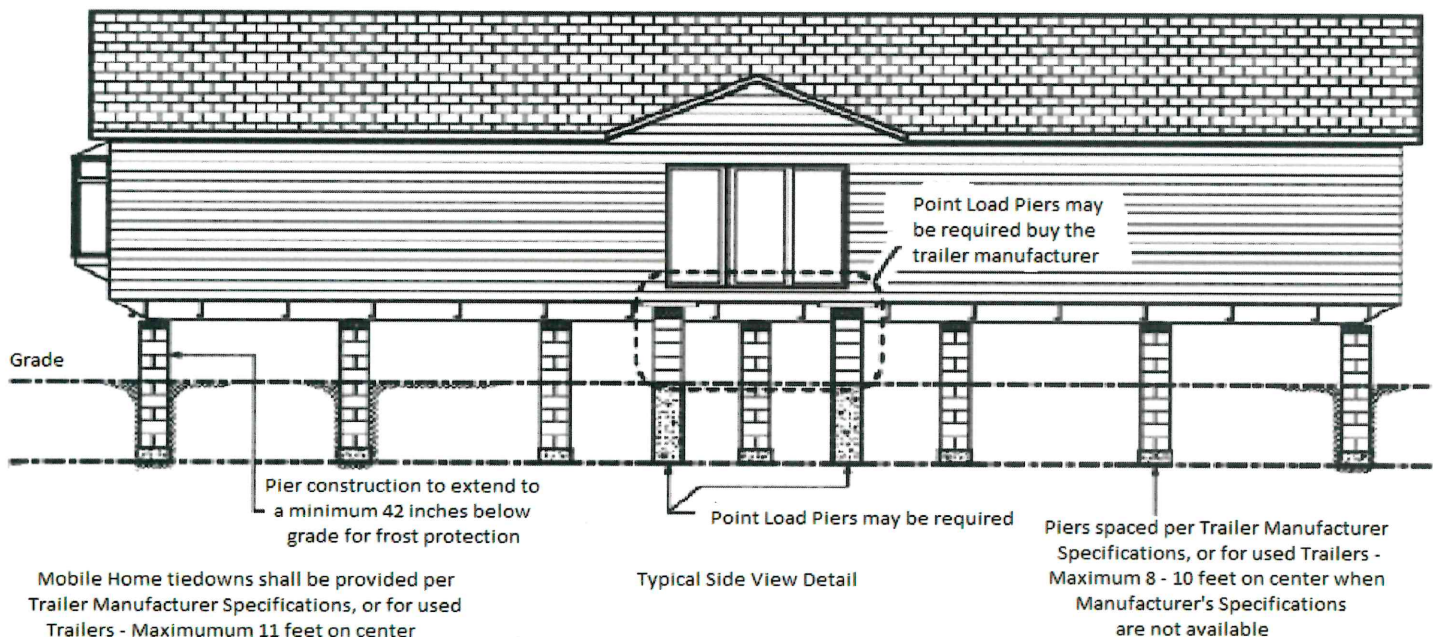 Point Load Piers may
be required buy the
trailer manufacturer
Grade
Pier construction to extend to
a minimum 42 inches below
grade for frost protection
Point Load Piers may be required
Piers spaced per Trailer Manufacturer
Specifications, or for used Trailers -
Maximum 8 - 10 feet on center when
Manufacturer's Specifications
are not available
Mobile Home tiedowns shall be provided per
Trailer Manufacturer Specifications, or for used
Trailers - Maximumum 11 feet on center
Typical Side View Detail